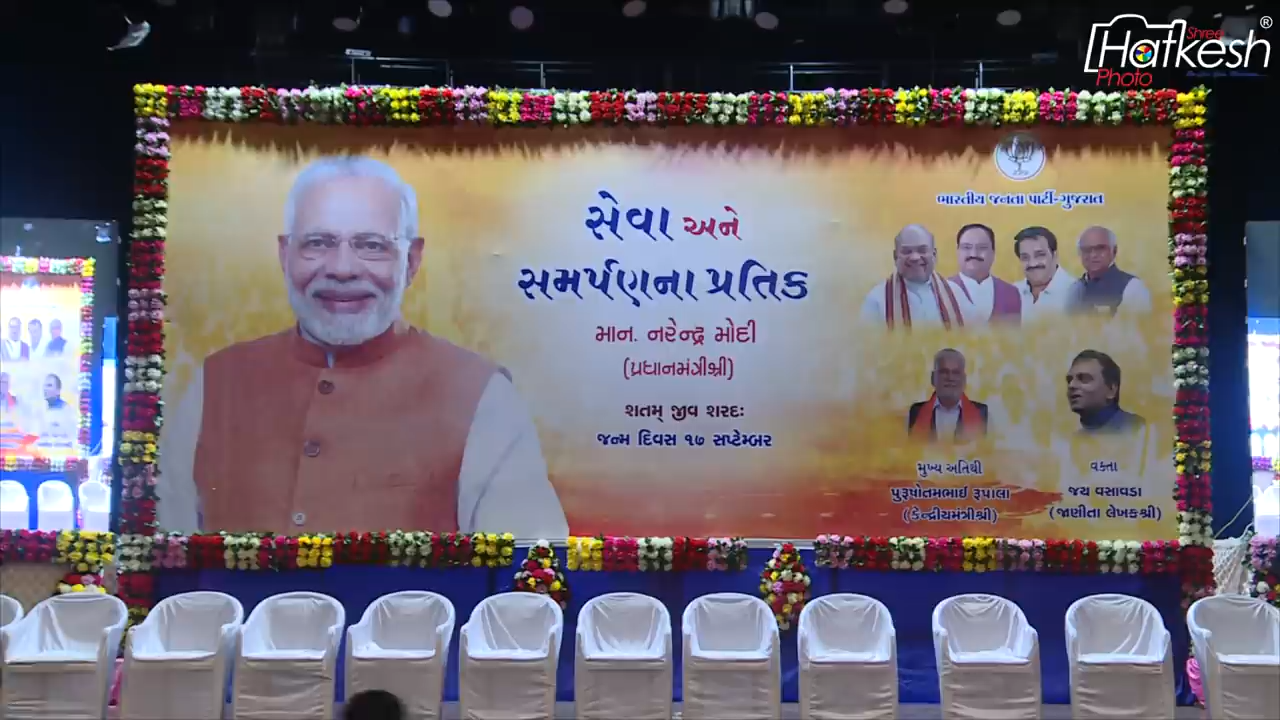 Shree
Hatkesh®
Photo
ભારતીય જનતા પાર્ટી-ગુજરાત
સેવા અને
સમર્પણના પ્રતિક
માન. નરેન્દ્ર મોદી
(પ્રધાનમંત્રીશ્રી)
શતમ્ જીવ શરદઃ
જન્મ દિવસ ૧૭ સપ્ટેમ્બર
મુખ્ય અતિથી
પુરૂષોતમભાઈ રૂપાલા
(કેન્દ્રીયમંત્રીશ્રી)
વક્તા
જય વસાવડા
(જાણીતા લેખકશ્રી)